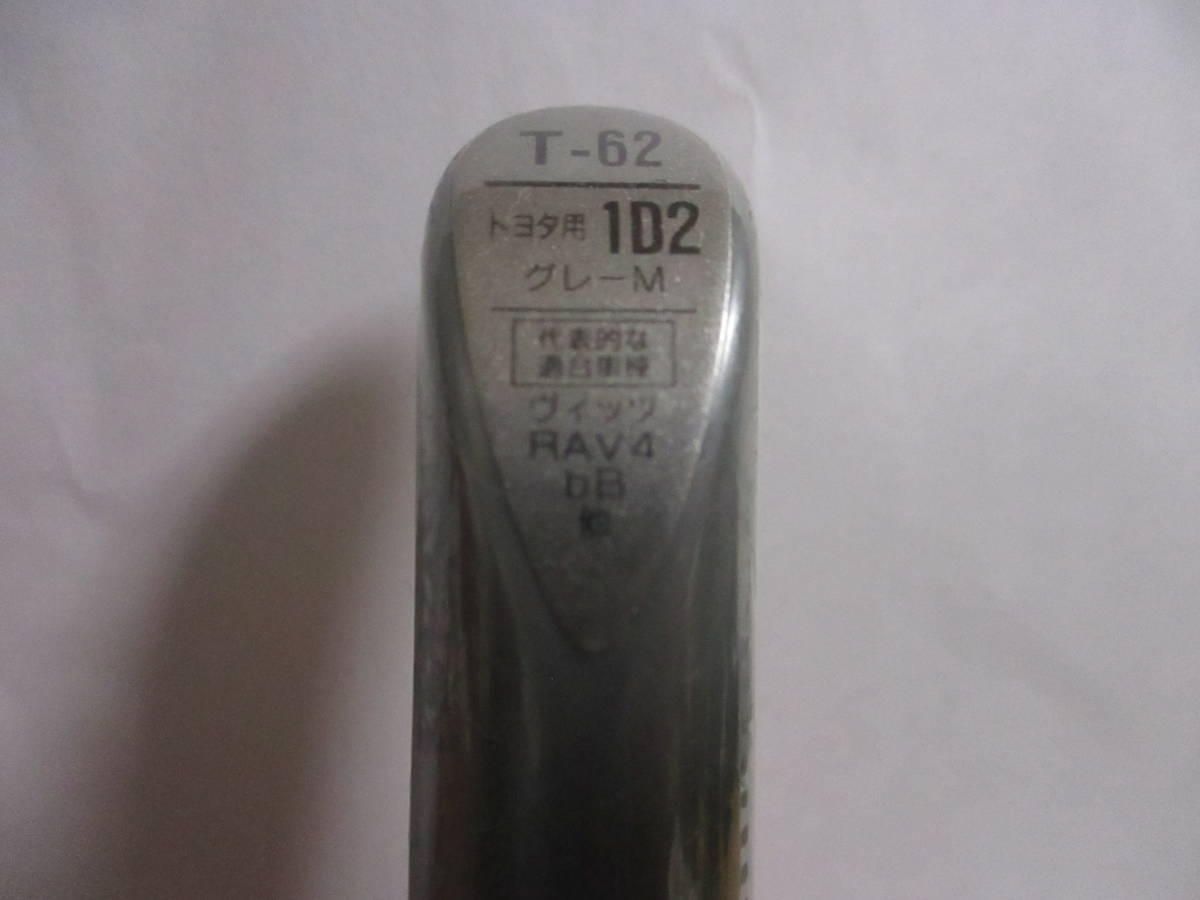 T-62
トヨタ用 1D2
グレーM
代表的な
適合車種
ヴィッツ
RAV4
bB
他